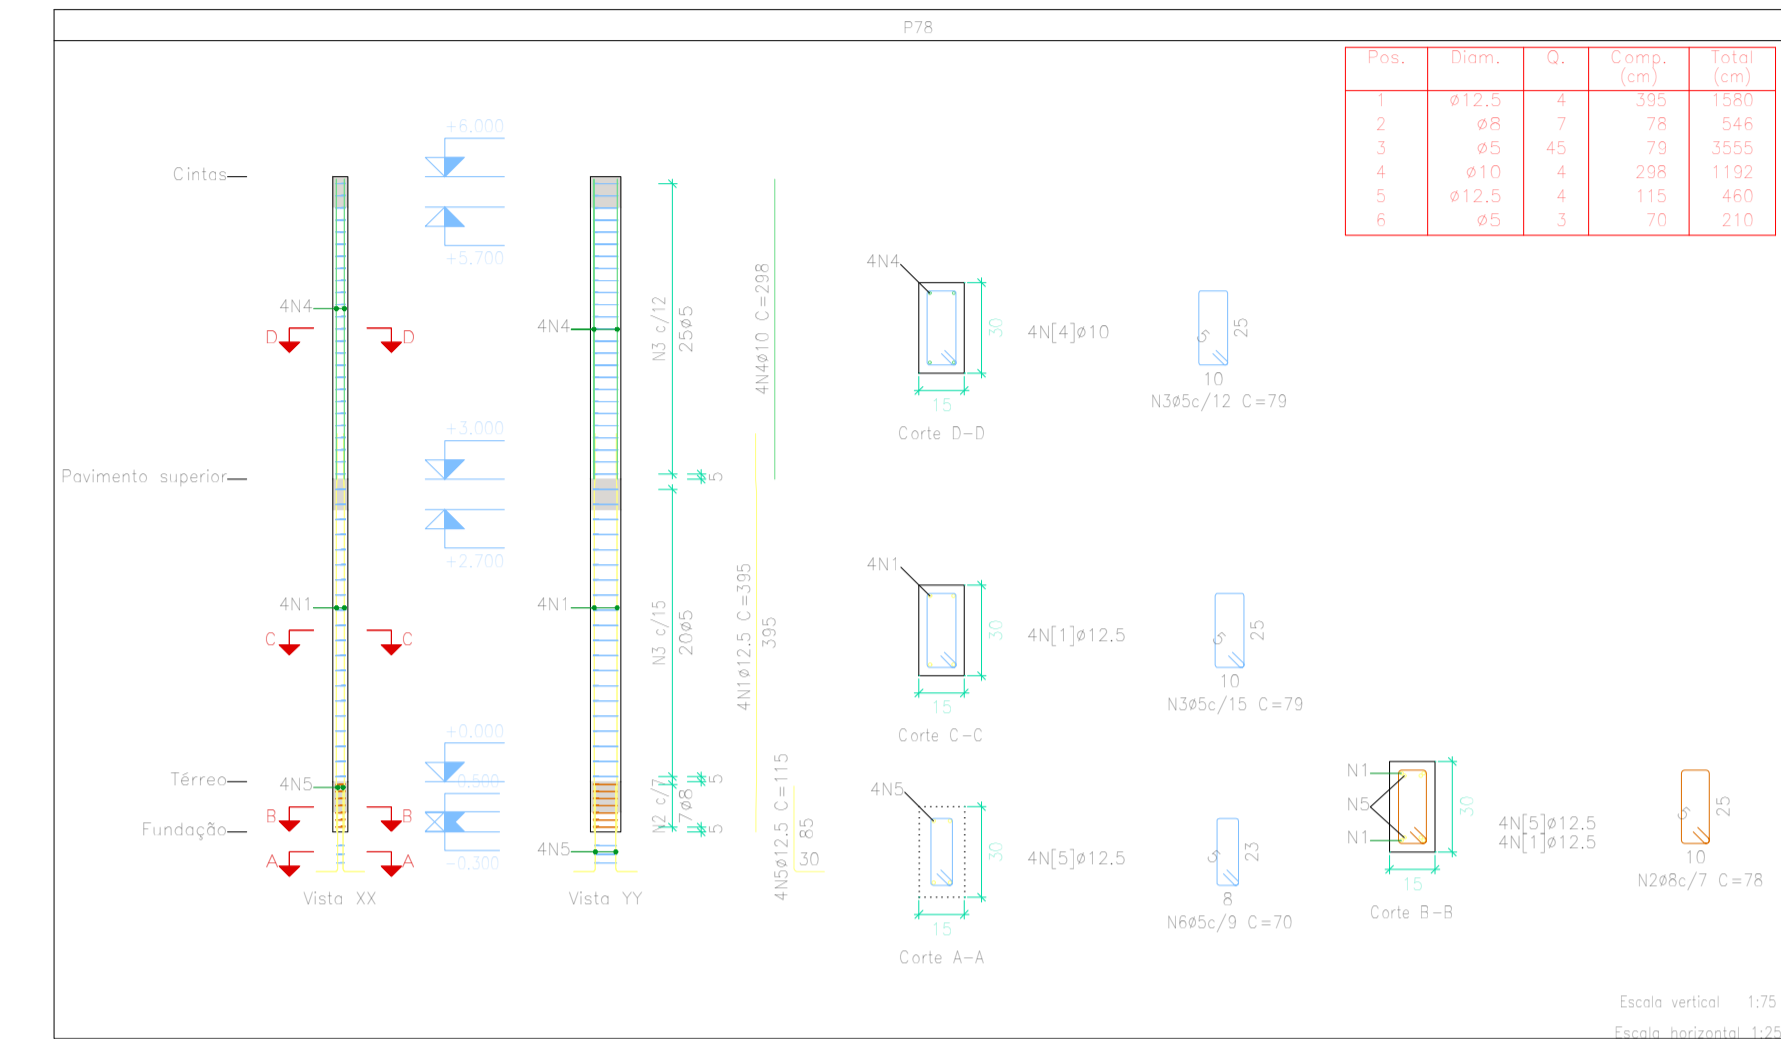 P78
Pos. Diam. Q. Comp. (cm) Total (cm)
1 ø12.5 4 395 1580
2 ø8 7 78 546
3 ø5 45 79 3555
4 ø10 4 298 1192
5 ø12.5 4 115 460
6 ø5 3 70 210
Cintas
+6.000
+5.700
4N4
D D
4N4
N3 c/12
25ø5
4N4ø10 C=298
Pavimento superior
+3.000
+2.700
5
4N1
C C
4N1
N3 c/15
20ø5
4N1ø12.5 C=395
395
Térreo
+0.000
5
4N5
-0.500
B B
N2 c/7
7ø8
Fundação
5
-0.300
A A
4N5
4N5ø12.5 C=115
85
30
Vista XX
Vista YY
4N4
30
15
4N[4]ø10
Corte D-D
5
25
10
N3ø5c/12 C=79
4N1
30
15
4N[1]ø12.5
Corte C-C
5
25
10
N3ø5c/15 C=79
4N5
30
15
4N[5]ø12.5
Corte A-A
5
23
8
N6ø5c/9 C=70
N1
N5
N1
30
15
4N[5]ø12.5
4N[1]ø12.5
Corte B-B
5
25
10
N2ø8c/7 C=78
Escala vertical 1:75
Escala horizontal 1:25